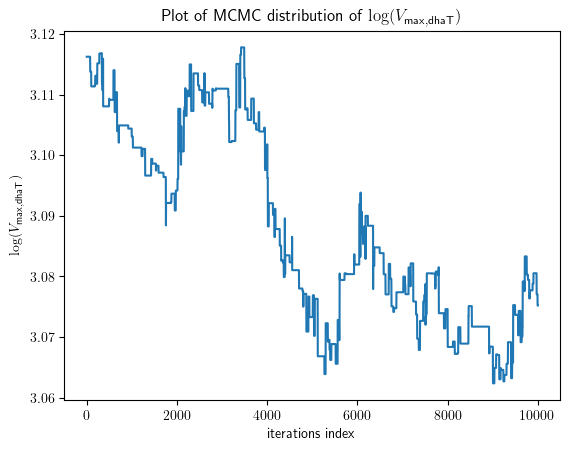 Plot of MCMC distribution of log(V_max,dhaT)
3.12
3.11
3.10
3.09
3.08
3.07
3.06
log(V_max,dhaT)
0 2000 4000 6000 8000 10000
iterations index